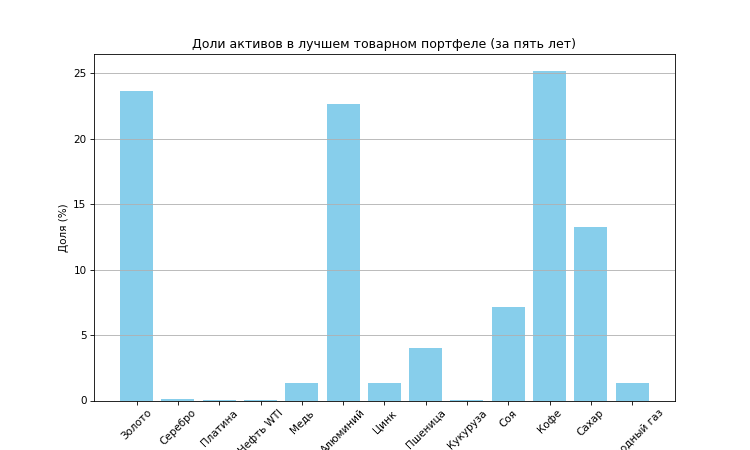 Доли активов в лучшем товарном портфеле (за пять лет)
Доля (%)
25
20
15
10
5
0
Золото
Серебро
Платина
Нефть WTI
Медь
Алюминий
Цинк
Пшеница
Кукуруза
Соя
Кофе
Сахар
газ